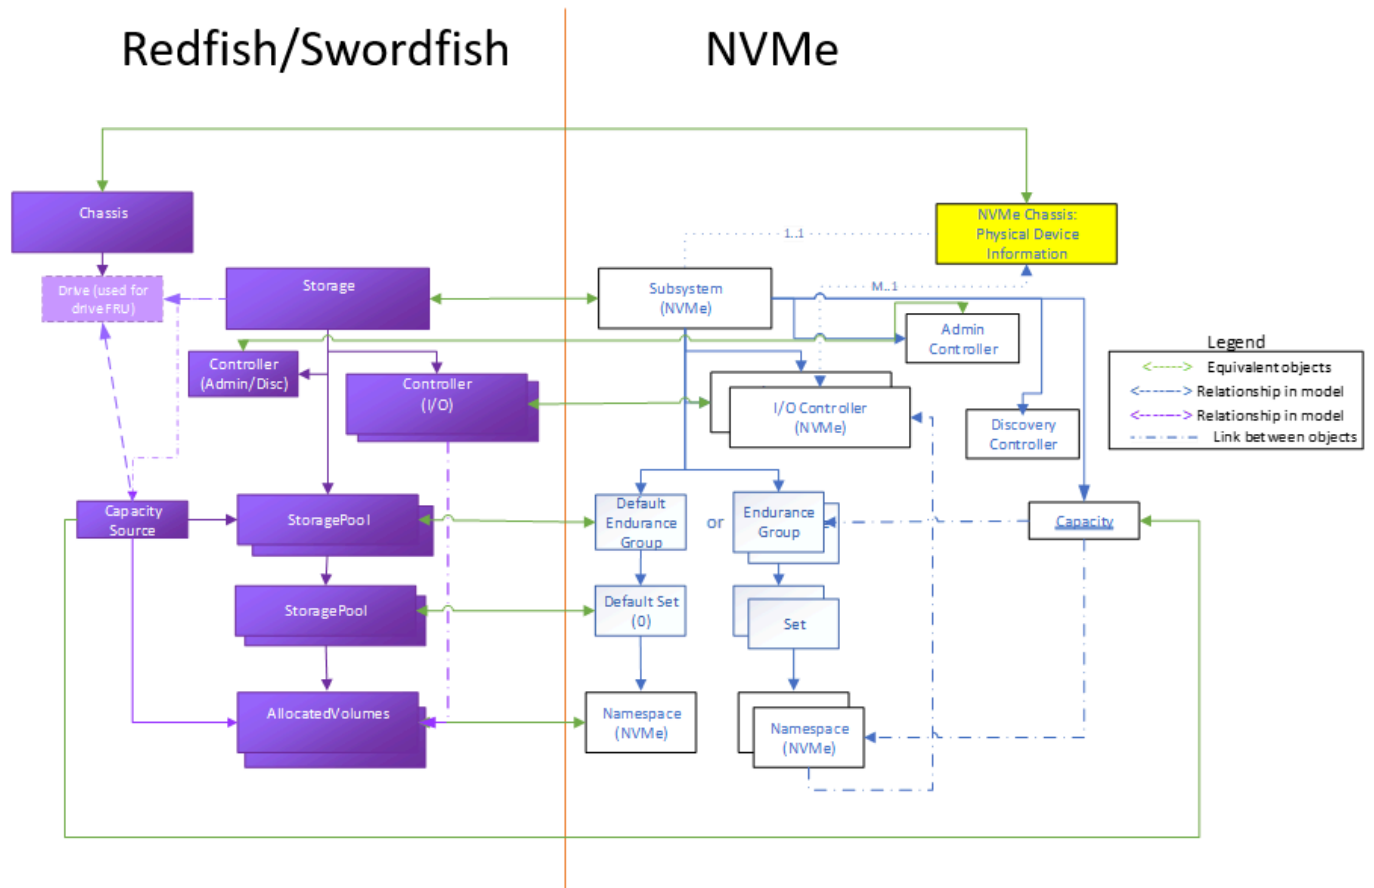 Redfish/Swordfish
NVMe
Chassis
Drive (used for
drive FRU)
Storage
Controller
(Admin/Disc)
Controller
(I/O)
Capacity
Source
StoragePool
StoragePool
AllocatedVolumes
NVMe Chassis:
Physical Device
Information
1..1
M..1
Subsystem
(NVMe)
Admin
Controller
I/O Controller
(NVMe)
Discovery
Controller
Default
Endurance
Group
or
Endurance
Group
Capacity
Default Set
(0)
Set
Namespace
(NVMe)
Namespace
(NVMe)
Legend
Equivalent objects
Relationship in model
Relationship in model
Link between objects